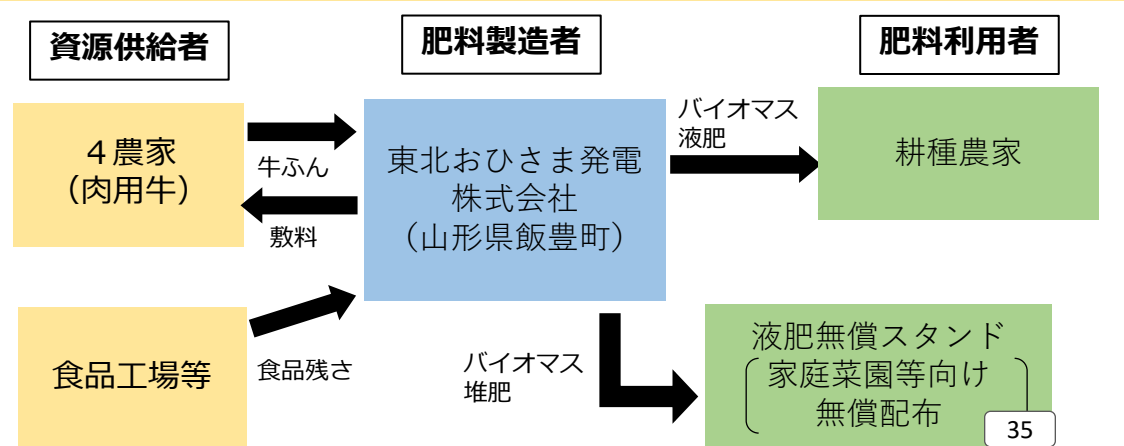 資源供給者
肥料製造者
肥料利用者
４農家
（肉用牛）
牛ふん
敷料
東北おひさま発電
株式会社
（山形県飯豊町）
バイオマス
液肥
耕種農家
食品工場等
食品残さ
バイオマス
堆肥
液肥無償スタンド
家庭菜園等向け
無償配布
35